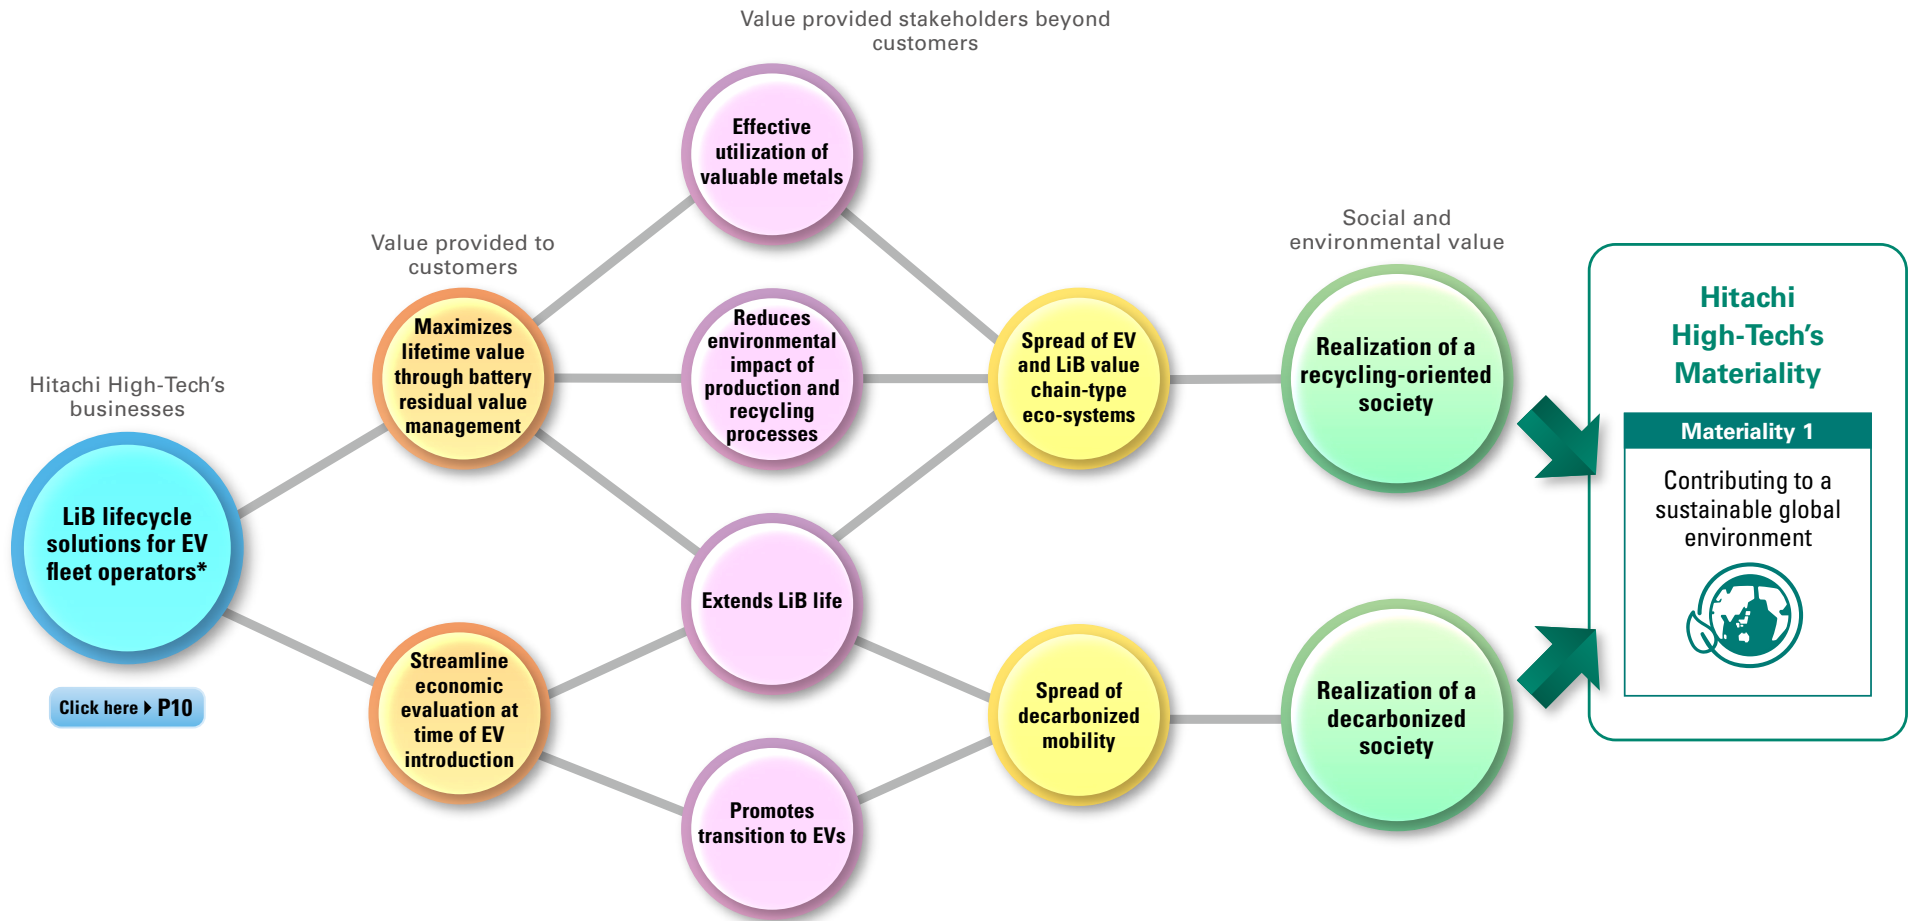 Value provided stakeholders beyond
customers
Effective
utilization of
valuable metals
Value provided to
customers
Social and
environmental value
Maximizes
lifetime value
through battery
residual value
management
Reduces
environmental
impact of
production and
recycling
processes
Spread of EV
and LiB value
chain-type
eco-systems
Realization of a
recycling-oriented
society
Hitachi
High-Tech's
Materiality
Materiality 1
Contributing to a
sustainable global
environment
Hitachi High-Tech's
businesses
LiB lifecycle
solutions for EV
fleet operators*
Click here ▶ P10
Extends LiB life
Streamline
economic
evaluation at
time of EV
introduction
Spread of
decarbonized
mobility
Realization of a
decarbonized
society
Promotes
transition to EVs